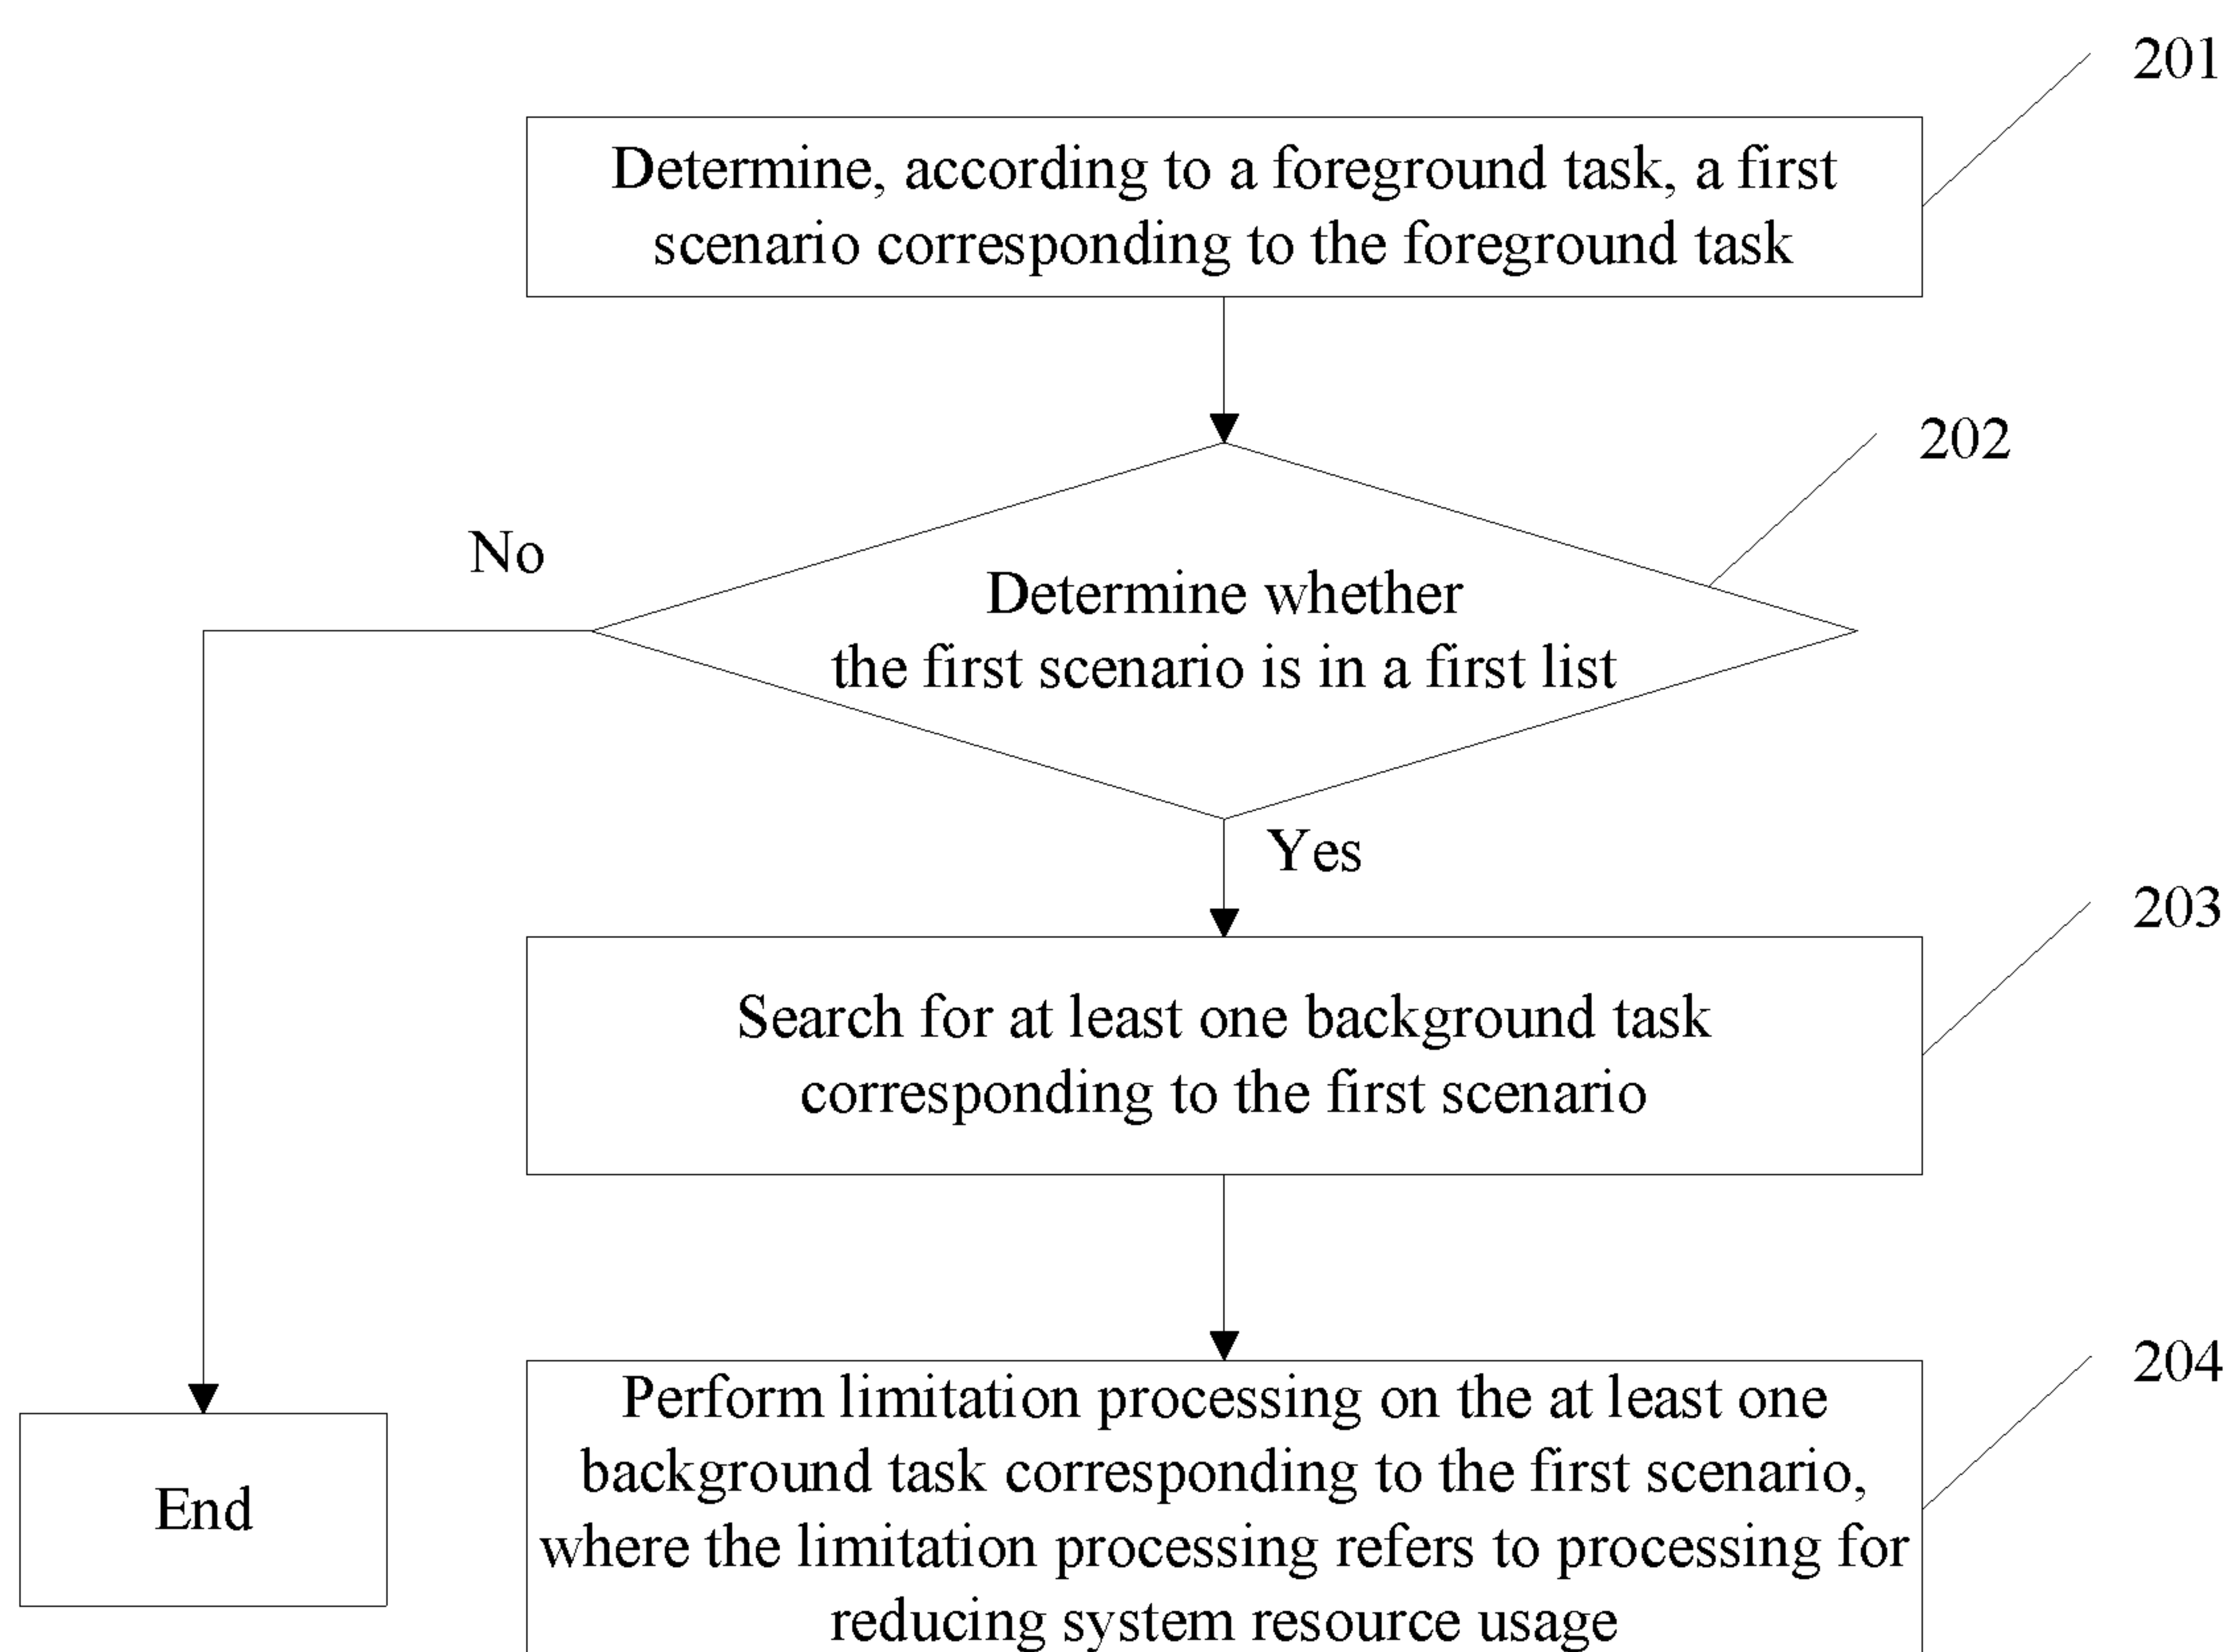 201
Determine, according to a foreground task, a first
scenario corresponding to the foreground task
202
No
Determine whether
the first scenario is in a first list
Yes
203
Search for at least one background task
corresponding to the first scenario
204
Perform limitation processing on the at least one
background task corresponding to the first scenario,
where the limitation processing refers to processing for
reducing system resource usage
End